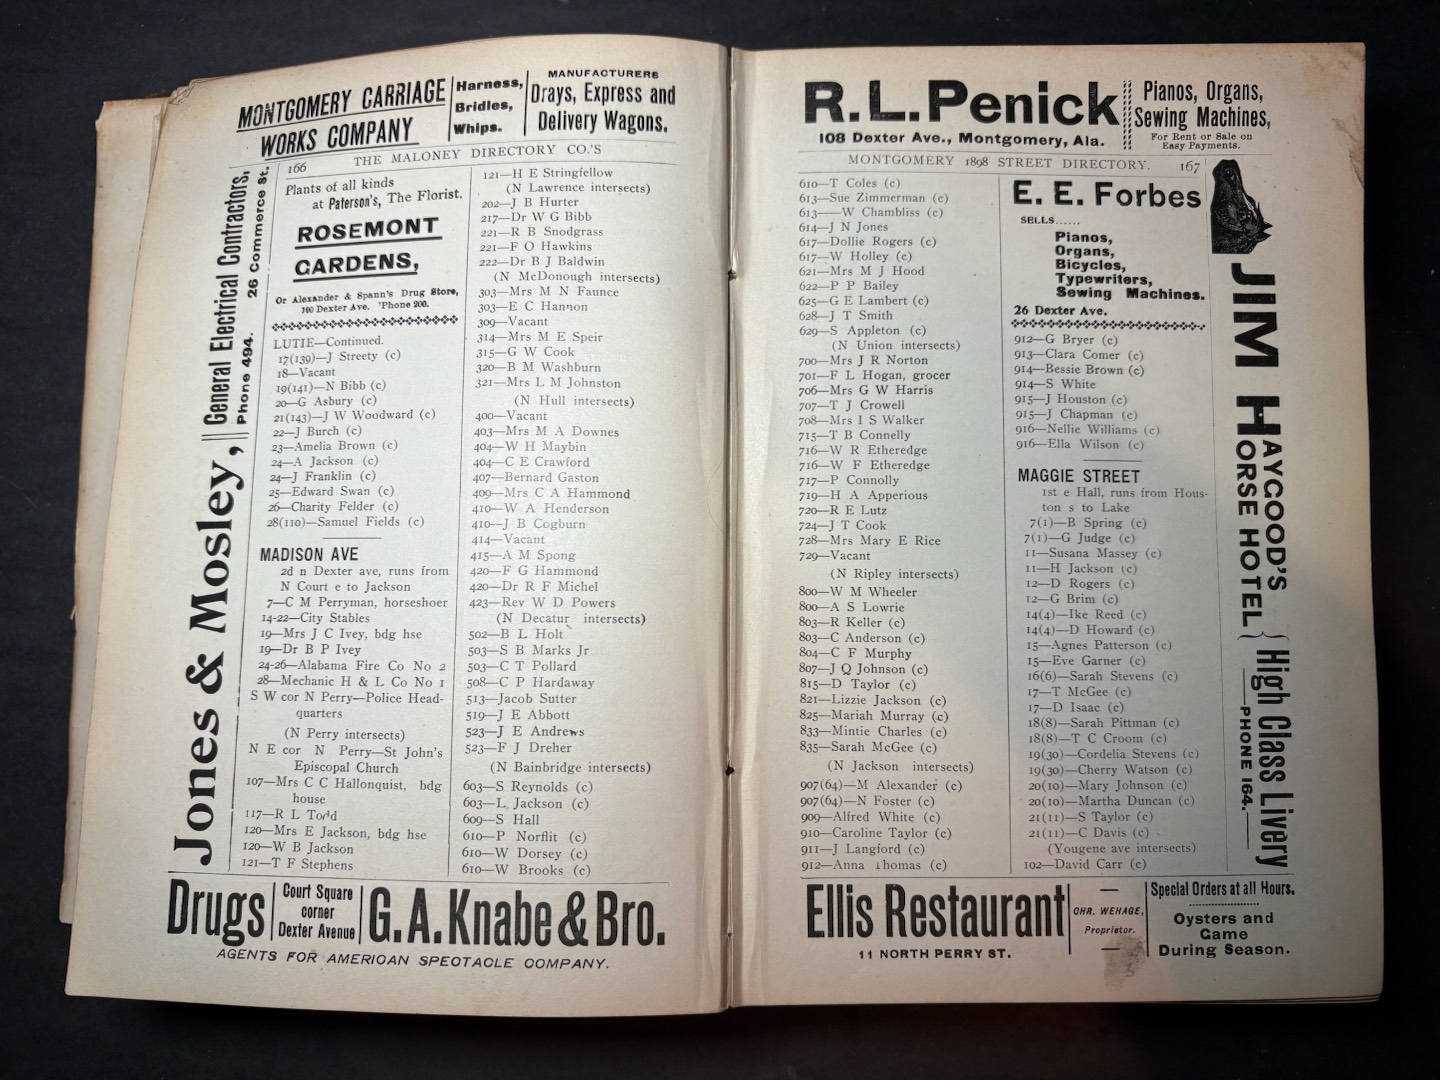 MONTGOMERY CARRIAGE
WORKS COMPANY
Harness,
Bridles,
Whips.
MANUFACTURERS
Drays, Express and
Delivery Wagons.
166 THE MALONEY DIRECTORY CO.'S
Jones & Mosley, General Electrical Contractors,
Phone 494. 26 Commerce St.
Plants of all kinds
at Paterson's, The Florist.
ROSEMONT
GARDENS,
Or Alexander & Spann's Drug Store,
100 Dexter Ave. 'Phone 200.
LUTIE—Continued.
17(139)—J Streety (c)
18—Vacant
19(141)—N Bibb (c)
20—G Asbury (c)
21(143)—J W Woodward (c)
22—J Burch (c)
23—Amelia Brown (c)
24—A Jackson (c)
24—J Franklin (c)
25—Edward Swan (c)
26—Charity Felder (c)
28(110)—Samuel Fields (c)
MADISON AVE
2d n Dexter ave, runs from
N Court e to Jackson
7—C M Perryman, horseshoer
14-22—City Stables
19—Mrs J C Ivey, bdg hse
19—Dr B P Ivey
24-26—Alabama Fire Co No 2
28—Mechanic H & L Co No 1
S W cor N Perry—Police Head-
quarters
(N Perry intersects)
N E cor N Perry—St John's
Episcopal Church
107—Mrs C C Hallonquist, bdg
house
117—R L Todd
120—Mrs E Jackson, bdg hse
120—W B Jackson
121—T F Stephens
121—H E Stringfellow
(N Lawrence intersects)
202—J B Hurter
217—Dr W G Bibb
221—R B Snodgrass
221—F O Hawkins
222—Dr B J Baldwin
(N McDonough intersects)
303—Mrs M N Faunce
303—E C Hannon
309—Vacant
314—Mrs M E Speir
315—G W Cook
320—B M Washburn
321—Mrs L M Johnston
(N Hull intersects)
400—Vacant
403—Mrs M A Downes
404—W H Maybin
404—C E Crawford
407—Bernard Gaston
409—Mrs C A Hammond
410—W A Henderson
410—J B Cogburn
414—Vacant
415—A M Spong
420—F G Hammond
420—Dr R F Michel
423—Rev W D Powers
(N Decatur intersects)
502—B L Holt
503—S B Marks Jr
503—C T Pollard
508—C P Hardaway
513—Jacob Sutter
519—J E Abbott
523—J E Andrews
523—F J Dreher
(N Bainbridge intersects)
603—S Reynolds (c)
603—L Jackson (c)
609—S Hall
610—P Norflit (c)
610—W Dorsey (c)
610—W Brooks (c)
Drugs
Court Square
corner
Dexter Avenue
G. A. Knabe & Bro.
AGENTS FOR AMERICAN SPECTACLE COMPANY.
R. L. Penick
108 Dexter Ave., Montgomery, Ala.
Pianos, Organs,
Sewing Machines,
For Rent or Sale on
Easy Payments.
MONTGOMERY 1898 STREET DIRECTORY. 167
610—T Coles (c)
613—Sue Zimmerman (c)
613——W Chambliss (c)
614—J N Jones
617—Dollie Rogers (c)
617—W Holley (c)
621—Mrs M J Hood
622—P P Bailey
625—G E Lambert (c)
628—J T Smith
629—S Appleton (c)
(N Union intersects)
700—Mrs J R Norton
701—F L Hogan, grocer
706—Mrs G W Harris
707—T J Crowell
708—Mrs I S Walker
715—T B Connelly
716—W R Etheredge
716—W F Etheredge
717—P Connolly
719—H A Apperious
720—R E Lutz
724—J T Cook
728—Mrs Mary E Rice
729—Vacant
(N Ripley intersects)
800—W M Wheeler
800—A S Lowrie
803—R Keller (c)
803—C Anderson (c)
804—C F Murphy
807—J Q Johnson (c)
815—D Taylor (c)
821—Lizzie Jackson (c)
825—Mariah Murray (c)
833—Mintie Charles (c)
835—Sarah McGee (c)
(N Jackson intersects)
907(64)—M Alexander (c)
907(64)—N Foster (c)
909—Alfred White (c)
910—Caroline Taylor (c)
911—J Langford (c)
912—Anna Thomas (c)
E. E. Forbes
SELLS......
Pianos,
Organs,
Bicycles,
Typewriters,
Sewing Machines.
26 Dexter Ave.
912—G Bryer (c)
913—Clara Comer (c)
914—Bessie Brown (c)
914—S White
915—J Houston (c)
915—J Chapman (c)
916—Nellie Williams (c)
916—Ella Wilson (c)
MAGGIE STREET
1st e Hall, runs from Hous-
ton s to Lake
7(1)—B Spring (c)
7(1)—G Judge (c)
11—Susana Massey (c)
11—H Jackson (c)
12—D Rogers (c)
12—G Brim (c)
14(4)—Ike Reed (c)
14(4)—D Howard (c)
15—Agnes Patterson (c)
15—Eve Garner (c)
16(6)—Sarah Stevens (c)
17—T McGee (c)
17—D Isaac (c)
18(8)—Sarah Pittman (c)
18(8)—T C Croom (c)
19(30)—Cordelia Stevens (c)
19(30)—Cherry Watson (c)
20(10)—Mary Johnson (c)
20(10)—Martha Duncan (c)
21(11)—S Taylor (c)
21(11)—C Davis (c)
(Yougene ave intersects)
102—David Carr (c)
JIM HAYGOOD'S
HORSE HOTEL
High Class Livery
—PHONE 164.—
Ellis Restaurant
11 NORTH PERRY ST.
CHR. WEHAGE,
Proprietor.
Special Orders at all Hours.
Oysters and
Game
During Season.